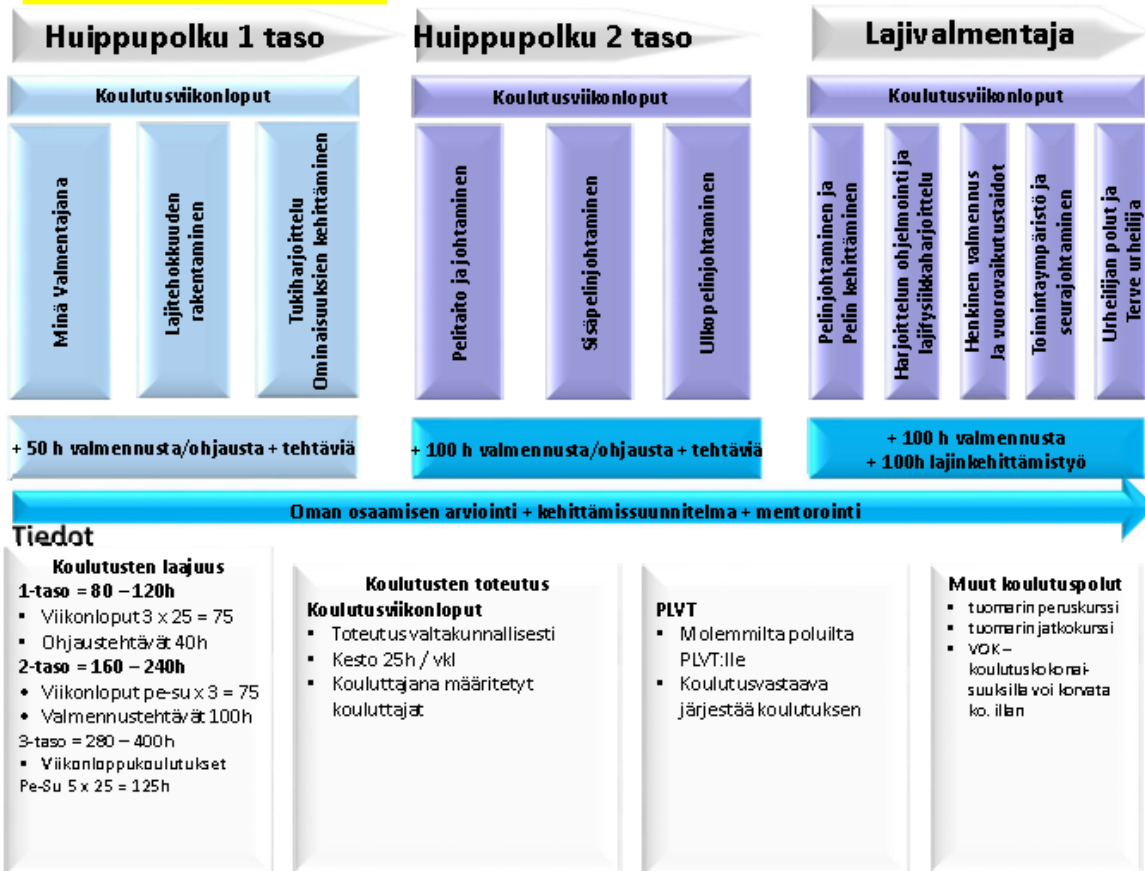 Huippupolku 1 taso
Huippupolku 2 taso
Lajivalmentaja
Koulutusviikonloput
Koulutusviikonloput
Koulutusviikonloput
Minä Valmentajana
Lajitehokkuuden
rakentaminen
Tukiharjoittelu
Ominaisuuksien kehittäminen
Pelitaito ja johtaminen
Sisäpelinjohtaminen
Ulkopelinjohtaminen
Pelinjohtaminen ja
Pelin kehittäminen
Harjoittelun ohjelmointi ja
lajifysiikkaharjoittelu
Henkinen valmennus
Ja vuorovaikutustaidot
Toimintaympäristö ja
seurajohtaminen
Urheilijan polut ja
Terve urheilija
+ 50 h valmennusta/ohjausta + tehtäviä
+ 100 h valmennusta/ohjausta + tehtäviä
+ 100 h valmennusta
+ 100h lajinkehittämistyö
Oman osaamisen arviointi + kehittämissuunnitelma + mentorointi
Tiedot
Koulutusten laajuus
1-taso = 80 – 120h
▪ Viikonloput 3 x 25 = 75
▪ Ohjaustehtävät 40h
2-taso = 160 – 240h
• Viikonloput pe-su x 3 = 75
• Valmennustehtävät 100h
3-taso = 280 – 400h
▪ Viikonloppukoulutukset
Pe-Su 5 x 25 = 125h
Koulutusten toteutus
Koulutusviikonloput
▪ Toteutus valtakunnallisesti
▪ Kesto 25h / vkl
▪ Kouluttajana määritetyt
kouluttajat
PLVT
▪ Molemmilta poluilta
PLVT:lle
▪ Koulutusvastaava
järjestää koulutuksen
Muut koulutuspolut
▪ tuomarin peruskurssi
▪ tuomarin jatkokurssi
▪ VOK –
koulutuskokonai-
suuksilla voi korvata
ko. illan